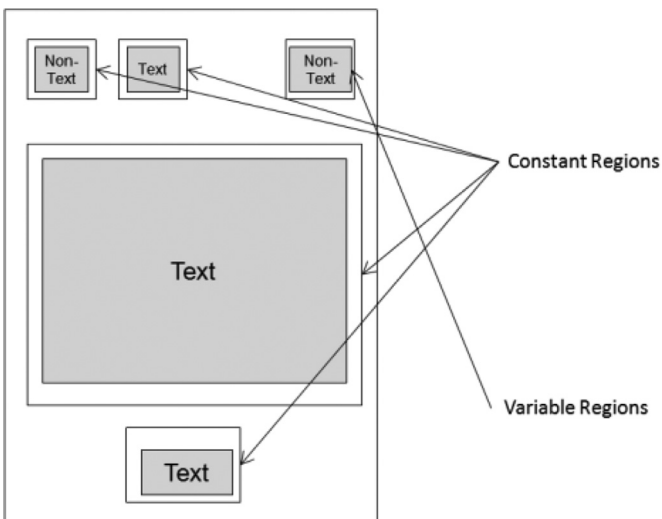 Non-
Text
Text
Non-
Text
Constant Regions
Text
Variable Regions
Text